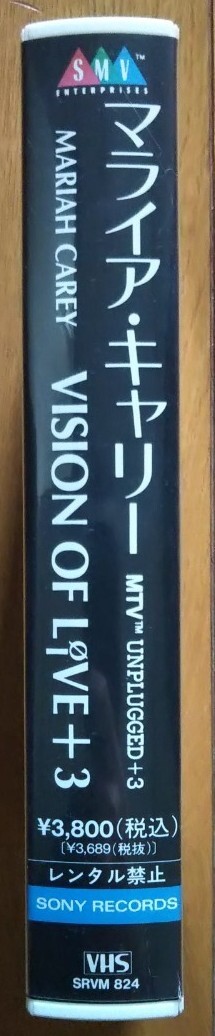 SMV™
ENTERPRISES
マライア・キャリー MTV™ UNPLUGGED+3
MARIAH CAREY VISION OF LØVE+3
¥3,800(税込)
[¥3,689(税抜)]
レンタル禁止
SONY RECORDS
VHS
SRVM 824